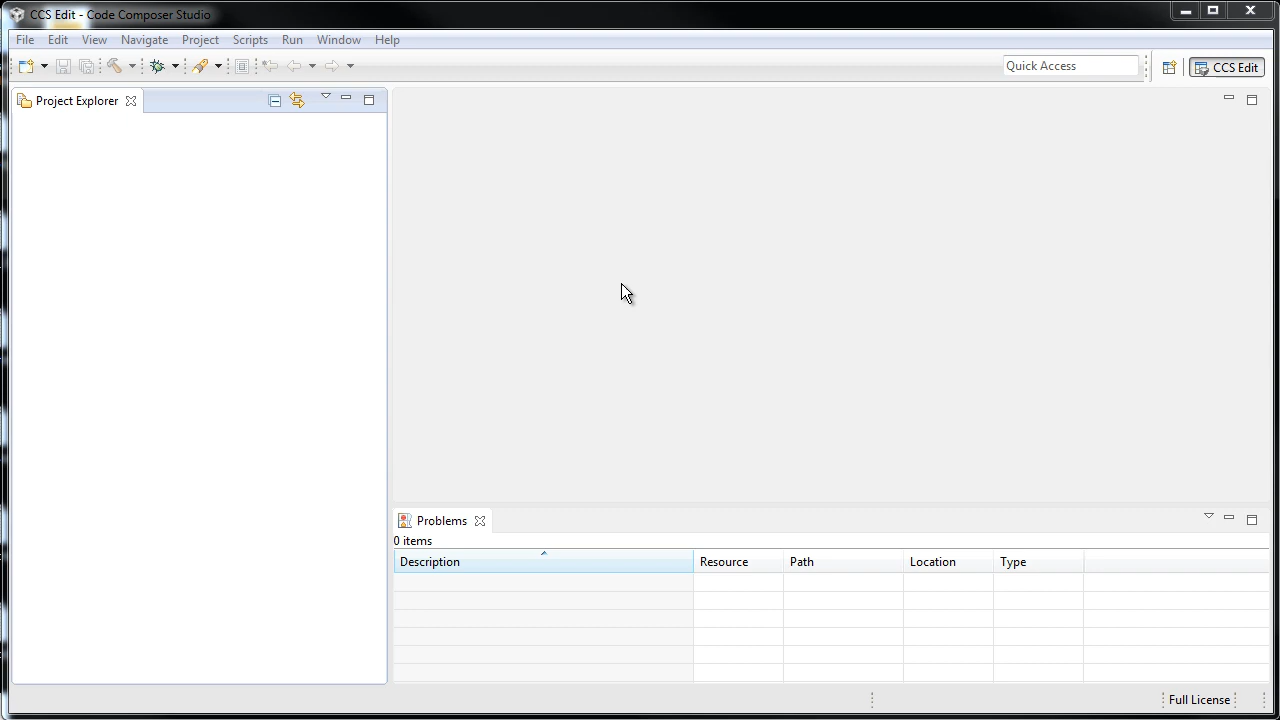 CCS Edit - Code Composer Studio
File Edit View Navigate Project Scripts Run Window Help
Quick Access
CCS Edit
Project Explorer
Problems
0 items
Description Resource Path Location Type
Full License